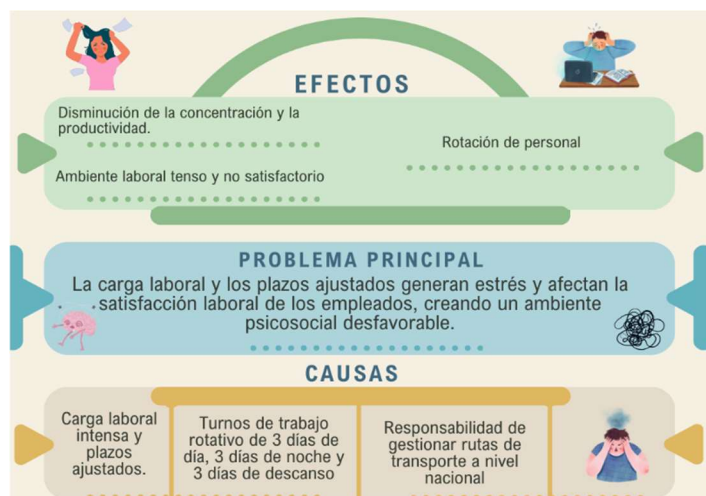 EFECTOS
Disminución de la concentración y la
productividad.
Rotación de personal
Ambiente laboral tenso y no satisfactorio
PROBLEMA PRINCIPAL
La carga laboral y los plazos ajustados generan estrés y afectan la
satisfacción laboral de los empleados, creando un ambiente
psicosocial desfavorable.
CAUSAS
Carga laboral
intensa y
plazos
ajustados.
Turnos de trabajo
rotativo de 3 días de
día, 3 días de noche y
3 días de descanso
Responsabilidad de
gestionar rutas de
transporte a nivel
nacional